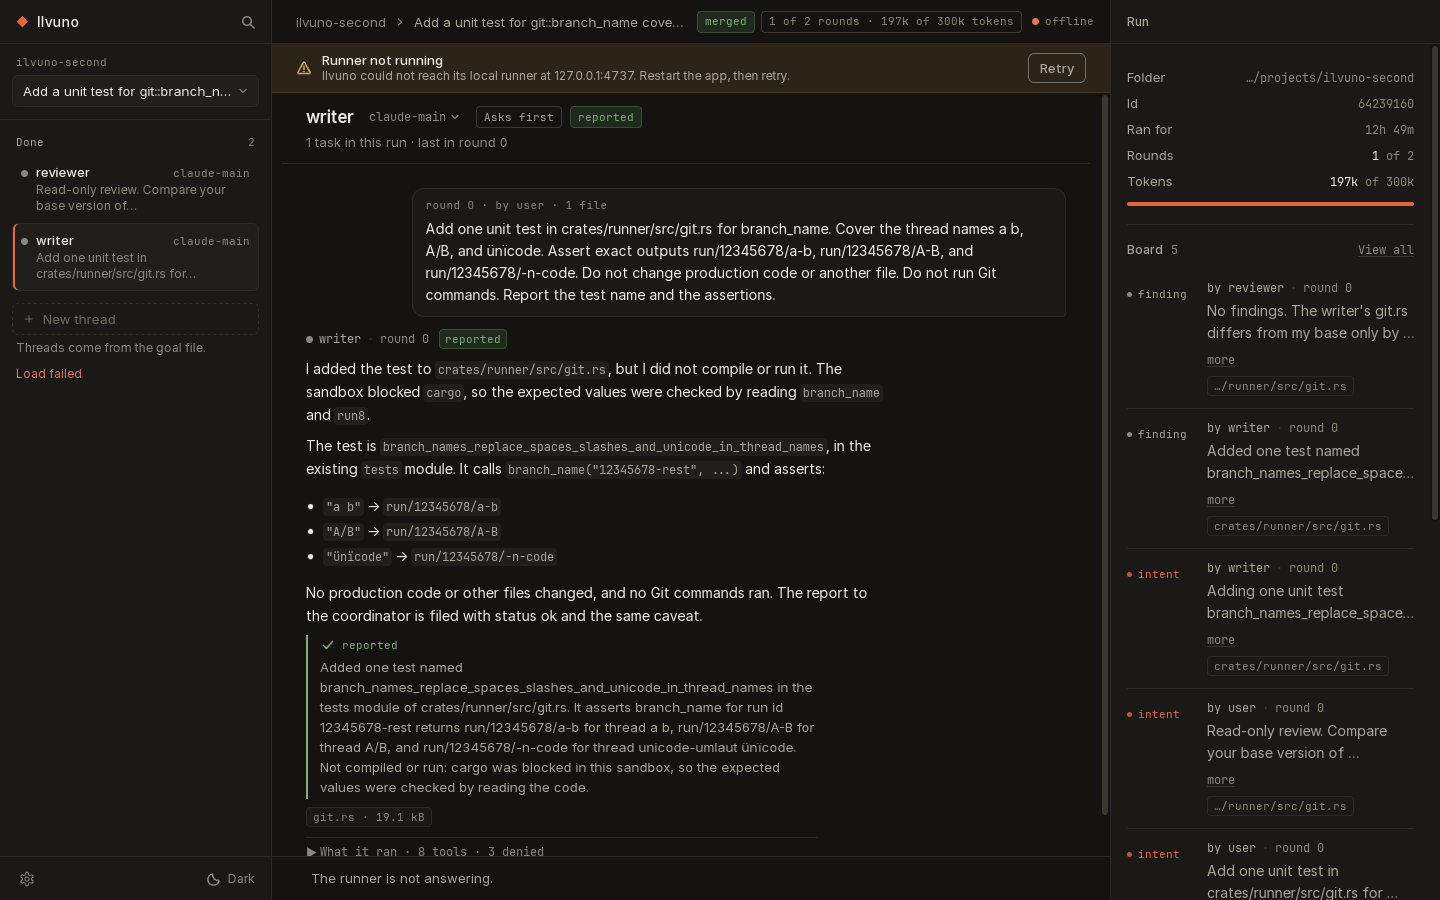 Ilvuno
ilvuno-second
Add a unit test for git::branch_n…
Done 2
reviewer claude-main
Read-only review. Compare your
base version of…
writer claude-main
Add one unit test in
crates/runner/src/git.rs for…
+ New thread
Threads come from the goal file.
Load failed
Dark
ilvuno-second › Add a unit test for git::branch_name cove… merged 1 of 2 rounds · 197k of 300k tokens offline
Runner not running
Ilvuno could not reach its local runner at 127.0.0.1:4737. Restart the app, then retry.
Retry
writer claude-main Asks first reported
1 task in this run · last in round 0
round 0 · by user · 1 file
Add one unit test in crates/runner/src/git.rs for branch_name. Cover the thread names a b,
A/B, and ünïcode. Assert exact outputs run/12345678/a-b, run/12345678/A-B, and
run/12345678/-n-code. Do not change production code or another file. Do not run Git
commands. Report the test name and the assertions.
writer · round 0 reported
I added the test to crates/runner/src/git.rs, but I did not compile or run it. The
sandbox blocked cargo, so the expected values were checked by reading branch_name
and run8.
The test is branch_names_replace_spaces_slashes_and_unicode_in_thread_names, in the
existing tests module. It calls branch_name("12345678-rest", ...) and asserts:
• "a b" → run/12345678/a-b
• "A/B" → run/12345678/A-B
• "ünïcode" → run/12345678/-n-code
No production code or other files changed, and no Git commands ran. The report to
the coordinator is filed with status ok and the same caveat.
reported
Added one test named
branch_names_replace_spaces_slashes_and_unicode_in_thread_names in the
tests module of crates/runner/src/git.rs. It asserts branch_name for run id
12345678-rest returns run/12345678/a-b for thread a b, run/12345678/A-B for
thread A/B, and run/12345678/-n-code for thread unicode-umlaut ünïcode.
Not compiled or run: cargo was blocked in this sandbox, so the expected
values were checked by reading the code.
git.rs · 19.1 kB
What it ran · 8 tools · 3 denied
The runner is not answering.
Run
Folder …/projects/ilvuno-second
Id 64239160
Ran for 12h 49m
Rounds 1 of 2
Tokens 197k of 300k
Board 5 View all
finding by reviewer · round 0
No findings. The writer's git.rs
differs from my base only by …
more
…/runner/src/git.rs
finding by writer · round 0
Added one test named
branch_names_replace_space…
more
crates/runner/src/git.rs
intent by writer · round 0
Adding one unit test
branch_names_replace_space…
more
crates/runner/src/git.rs
intent by user · round 0
Read-only review. Compare
your base version of …
more
…/runner/src/git.rs
intent by user · round 0
Add one unit test in
crates/runner/src/git.rs for …